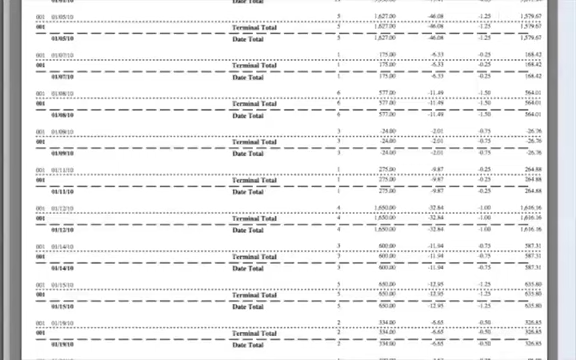 Date Total
001 01/05/10 5 1,627.00 -46.08 -1.25 1,579.67
001 Terminal Total 5 1,627.00 -46.08 -1.25 1,579.67
01/05/10 Date Total 5 1,627.00 -46.08 -1.25 1,579.67
001 01/07/10 1 175.00 -6.33 -0.25 168.42
001 Terminal Total 1 175.00 -6.33 -0.25 168.42
01/07/10 Date Total 1 175.00 -6.33 -0.25 168.42
001 01/08/10 6 577.00 -11.49 -1.50 564.01
001 Terminal Total 6 577.00 -11.49 -1.50 564.01
01/08/10 Date Total 6 577.00 -11.49 -1.50 564.01
001 01/09/10 3 -24.00 -2.01 -0.75 -26.76
001 Terminal Total 3 -24.00 -2.01 -0.75 -26.76
01/09/10 Date Total 3 -24.00 -2.01 -0.75 -26.76
001 01/11/10 1 275.00 -9.87 -0.25 264.88
001 Terminal Total 1 275.00 -9.87 -0.25 264.88
01/11/10 Date Total 1 275.00 -9.87 -0.25 264.88
001 01/12/10 4 1,650.00 -32.84 -1.00 1,616.16
001 Terminal Total 4 1,650.00 -32.84 -1.00 1,616.16
01/12/10 Date Total 4 1,650.00 -32.84 -1.00 1,616.16
001 01/14/10 3 600.00 -11.94 -0.75 587.31
001 Terminal Total 3 600.00 -11.94 -0.75 587.31
01/14/10 Date Total 3 600.00 -11.94 -0.75 587.31
001 01/15/10 5 650.00 -12.95 -1.25 635.80
001 Terminal Total 5 650.00 -12.95 -1.25 635.80
01/15/10 Date Total 5 650.00 -12.95 -1.25 635.80
001 01/19/10 2 334.00 -6.65 -0.50 326.85
001 Terminal Total 2 334.00 -6.65 -0.50 326.85
01/19/10 Date Total 2 334.00 -6.65 -0.50 326.85